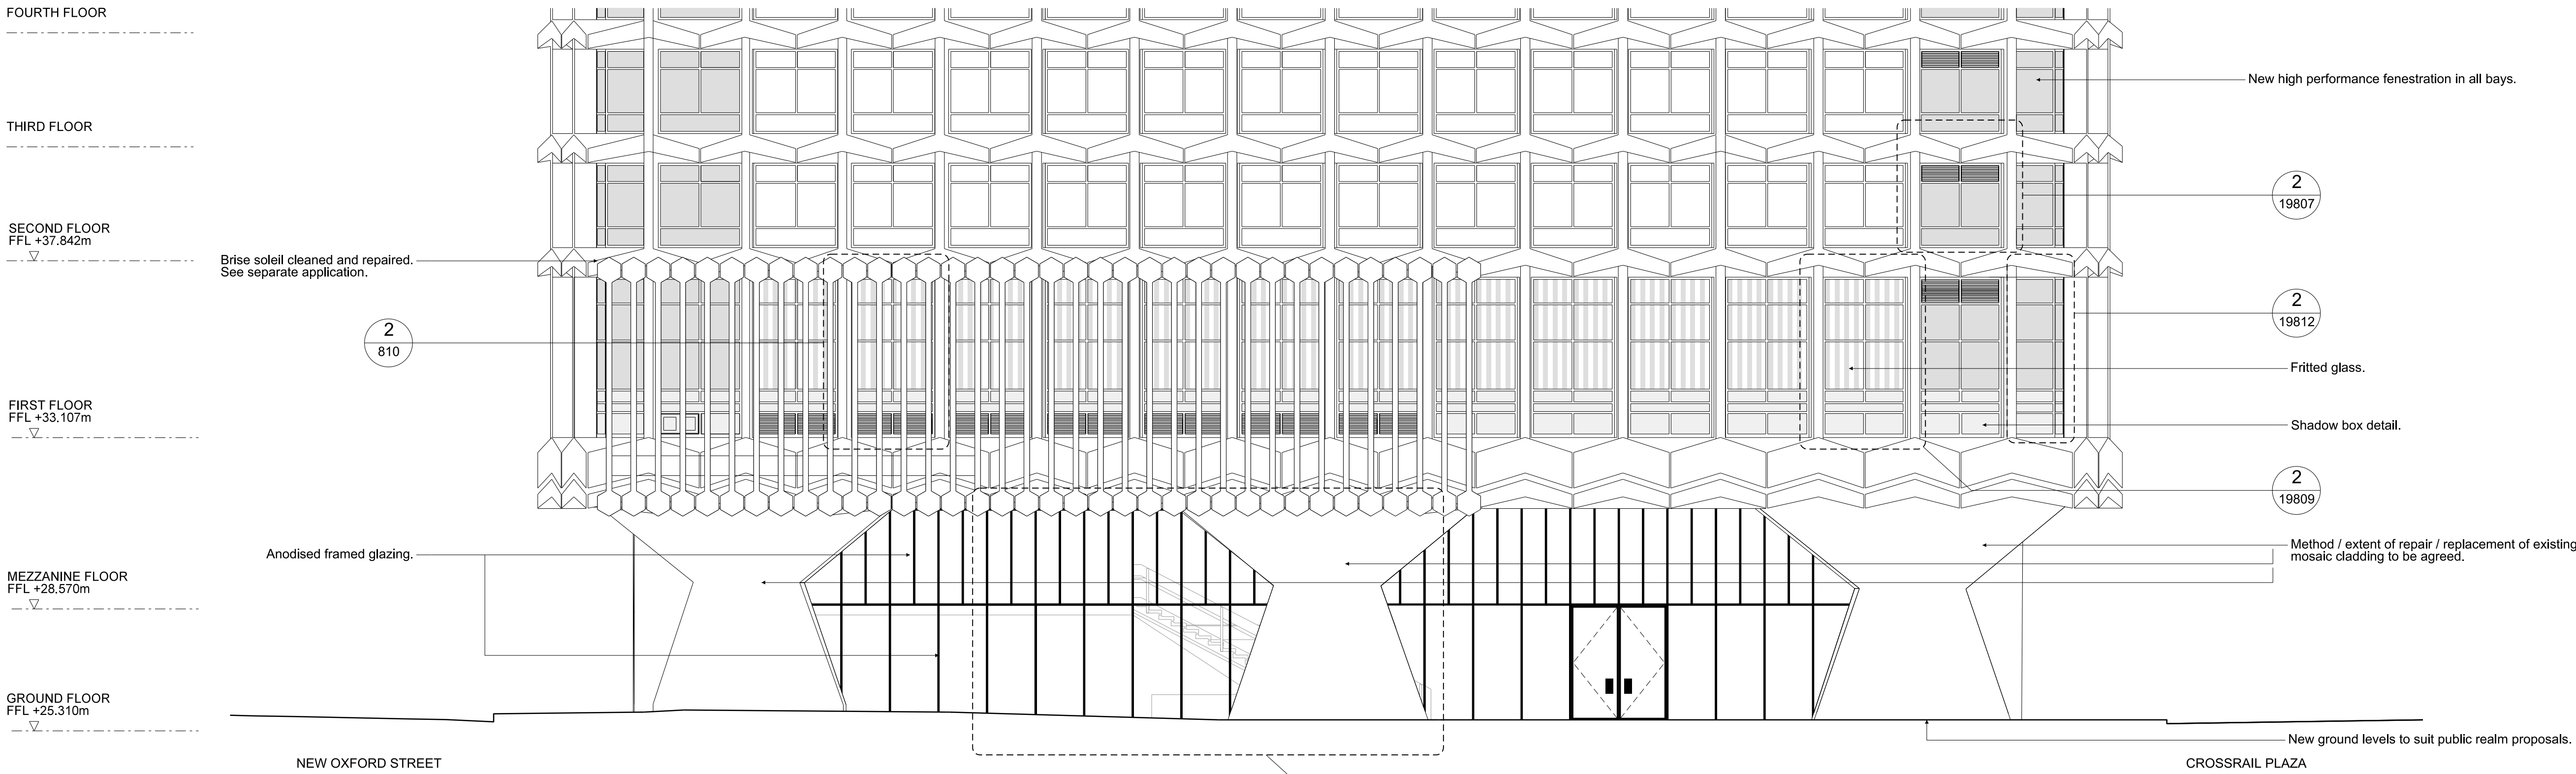 FOURTH FLOOR
THIRD FLOOR
SECOND FLOOR
FFL +37.842m
FIRST FLOOR
FFL +33.107m
MEZZANINE FLOOR
FFL +28.570m
GROUND FLOOR
FFL +25.310m
Brise soleil cleaned and repaired.
See separate application.
2
810
Anodised framed glazing.
NEW OXFORD STREET
New high performance fenestration in all bays.
2
19807
2
19812
Fritted glass.
Shadow box detail.
2
19809
Method / extent of repair / replacement of existing
mosaic cladding to be agreed.
New ground levels to suit public realm proposals.
CROSSRAIL PLAZA